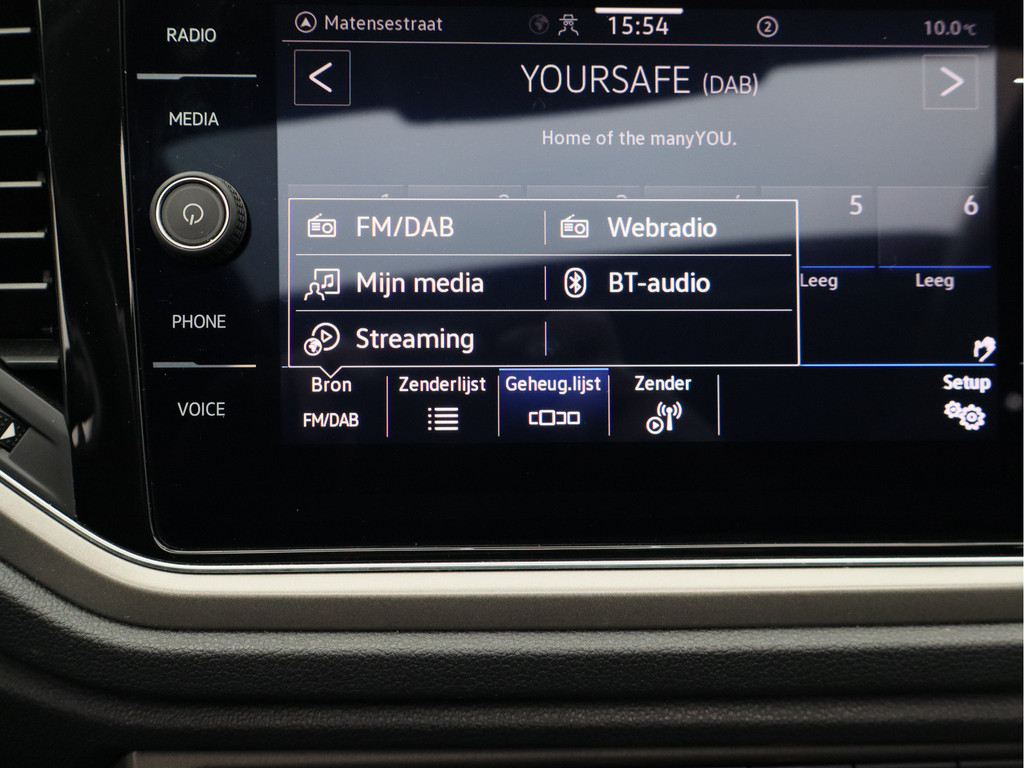 RADIO
MEDIA
PHONE
VOICE
Matensestraat 15:54 2 10.0°C
< YOURSAFE (DAB) >
Home of the manyYOU.
5 6
FM/DAB Webradio
Mijn media BT-audio
Leeg Leeg
Streaming
Bron Zenderlijst Geheug.lijst Zender Setup
FM/DAB